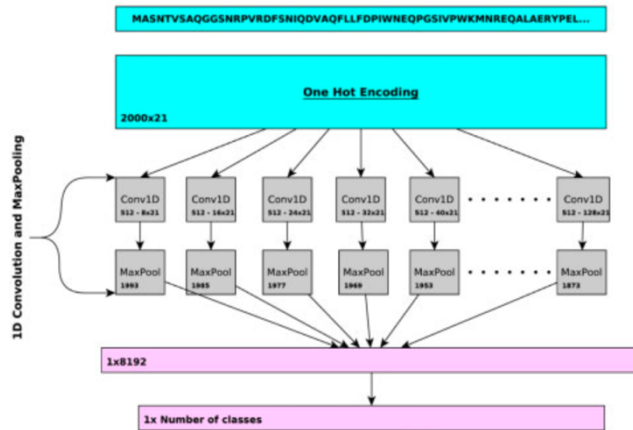 MASNTVSAQGGSNRPVRDFSNIQDVAQFLLFDPIWNEQPGSIVPWKMNREQALAERYPEL...
One Hot Encoding
2000x21
1D Convolution and MaxPooling
Conv1D Conv1D Conv1D Conv1D Conv1D Conv1D
512 - 8x21 512 - 16x21 512 - 24x21 512 - 32x21 512 - 40x21 512 - 128x21
MaxPool MaxPool MaxPool MaxPool MaxPool MaxPool
1993 1985 1977 1969 1953 1873
1x8192
1x Number of classes